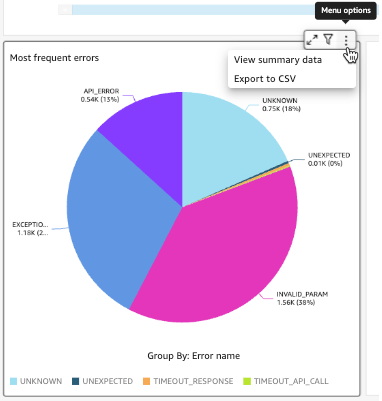 Menu options
Most frequent errors
View summary data
Export to CSV
API_ERROR
0.54K (13%)
UNKNOWN
0.75K (18%)
UNEXPECTED
0.01K (0%)
EXCEPTIO...
1.18K (2...
INVALID_PARAM
1.56K (38%)
Group By: Error name
UNKNOWN
UNEXPECTED
TIMEOUT_RESPONSE
TIMEOUT_API_CALL